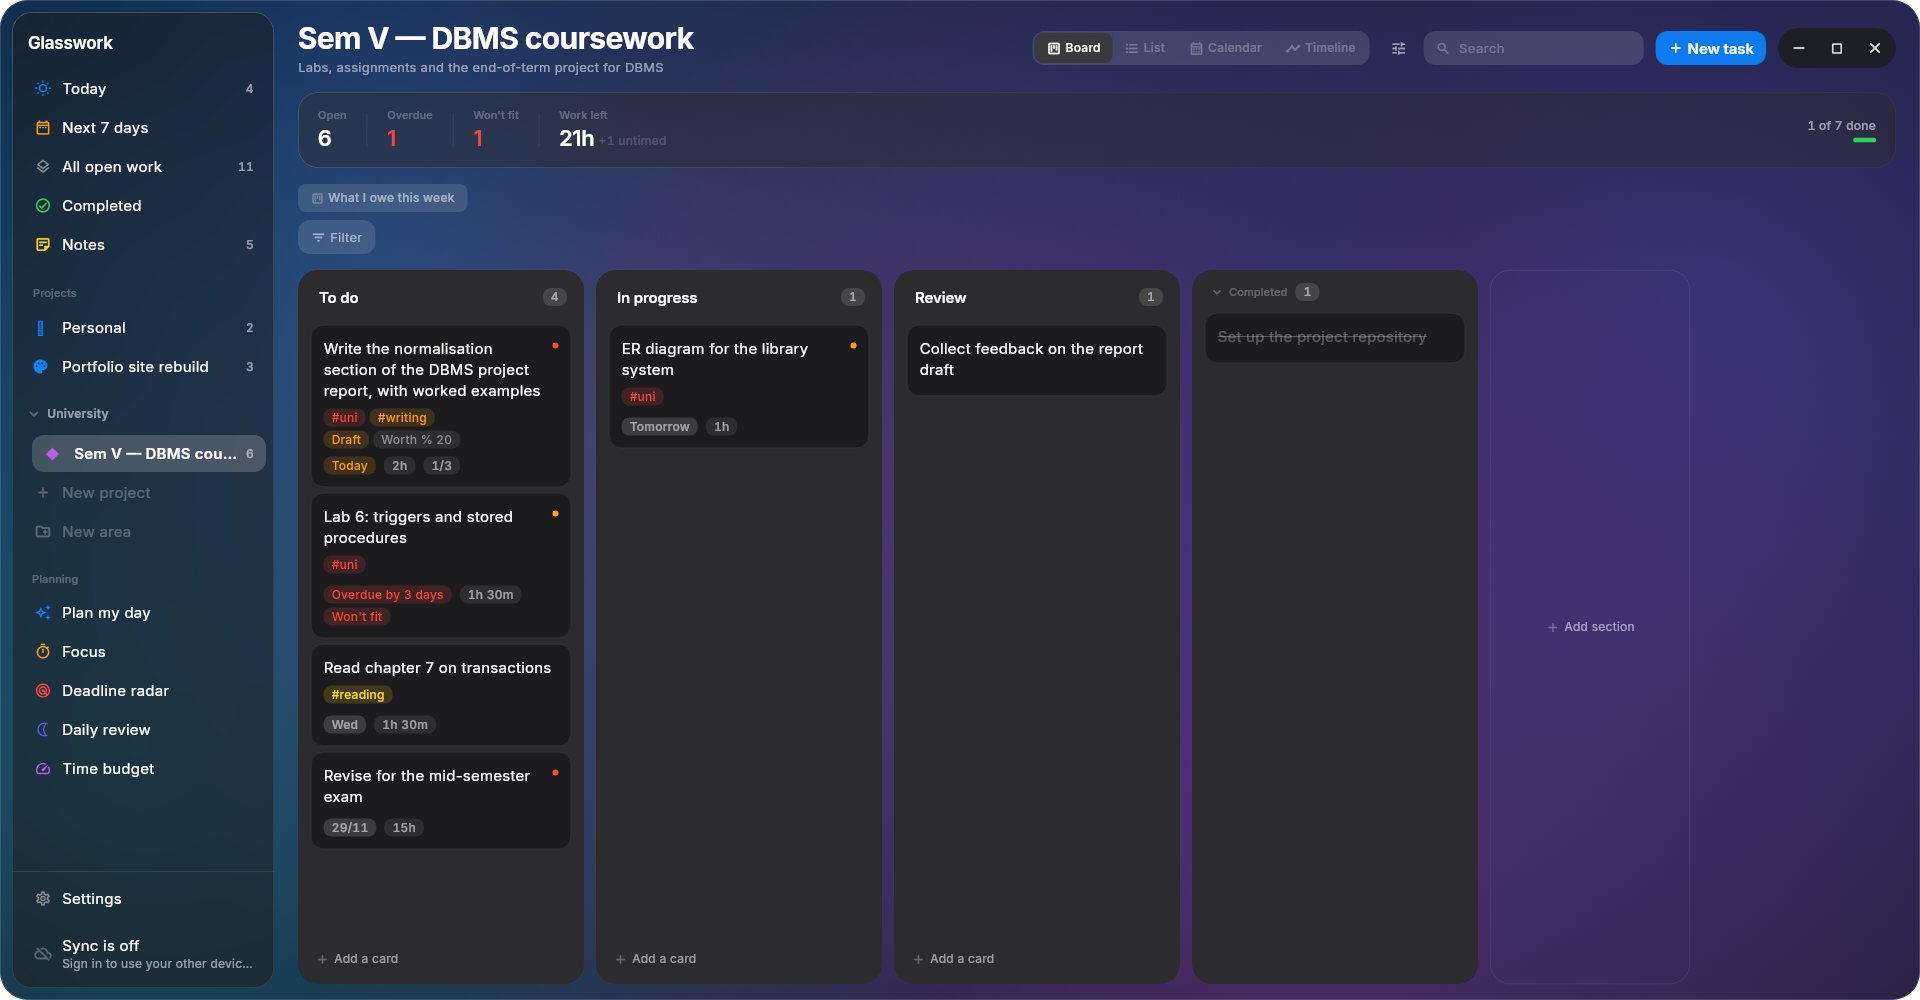 Glasswork
Today 4
Next 7 days
All open work 11
Completed
Notes 5
Projects
Personal 2
Portfolio site rebuild 3
University
Sem V — DBMS cou... 6
New project
New area
Planning
Plan my day
Focus
Deadline radar
Daily review
Time budget
Settings
Sync is off
Sign in to use your other devic...
Sem V — DBMS coursework
Labs, assignments and the end-of-term project for DBMS
Board List Calendar Timeline
Search
+ New task
Open Overdue Won't fit Work left
6 1 1 21h +1 untimed
1 of 7 done
What I owe this week
Filter
To do 4
Write the normalisation
section of the DBMS project
report, with worked examples
#uni #writing
Draft Worth % 20
Today 2h 1/3
Lab 6: triggers and stored
procedures
#uni
Overdue by 3 days 1h 30m
Won't fit
Read chapter 7 on transactions
#reading
Wed 1h 30m
Revise for the mid-semester
exam
29/11 15h
+ Add a card
In progress 1
ER diagram for the library
system
#uni
Tomorrow 1h
+ Add a card
Review 1
Collect feedback on the report
draft
+ Add a card
Completed 1
Set up the project repository
+ Add section